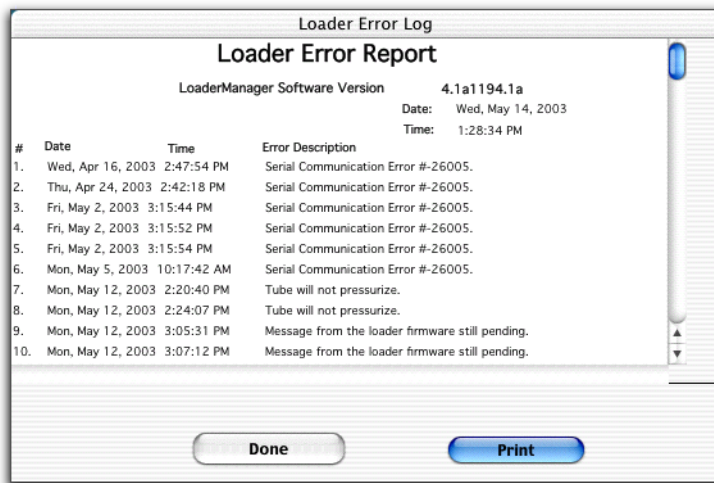 Loader Error Log
Loader Error Report
LoaderManager Software Version 4.1a1194.1a
Date: Wed, May 14, 2003
Time: 1:28:34 PM
# Date Time Error Description
1. Wed, Apr 16, 2003 2:47:54 PM Serial Communication Error #-26005.
2. Thu, Apr 24, 2003 2:42:18 PM Serial Communication Error #-26005.
3. Fri, May 2, 2003 3:15:44 PM Serial Communication Error #-26005.
4. Fri, May 2, 2003 3:15:52 PM Serial Communication Error #-26005.
5. Fri, May 2, 2003 3:15:54 PM Serial Communication Error #-26005.
6. Mon, May 5, 2003 10:17:42 AM Serial Communication Error #-26005.
7. Mon, May 12, 2003 2:20:40 PM Tube will not pressurize.
8. Mon, May 12, 2003 2:24:07 PM Tube will not pressurize.
9. Mon, May 12, 2003 3:05:31 PM Message from the loader firmware still pending.
10. Mon, May 12, 2003 3:07:12 PM Message from the loader firmware still pending.
Done Print